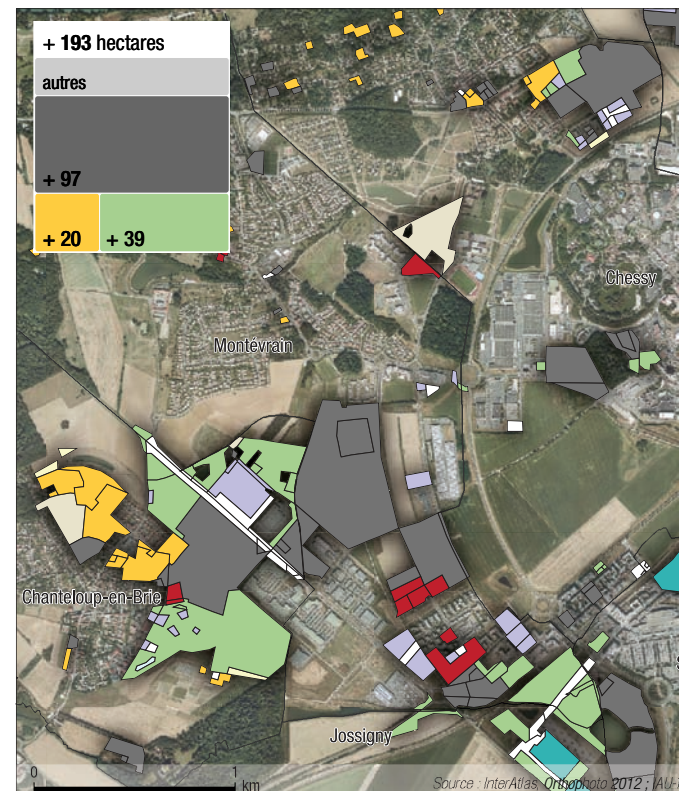 + 193 hectares
autres
+ 97
+ 20
+ 39
Chessy
Montévrain
Chanteloup-en-Brie
Jossigny
0
1
km
Source : InterAtlas, Orthophoto 2012 ; IAU-